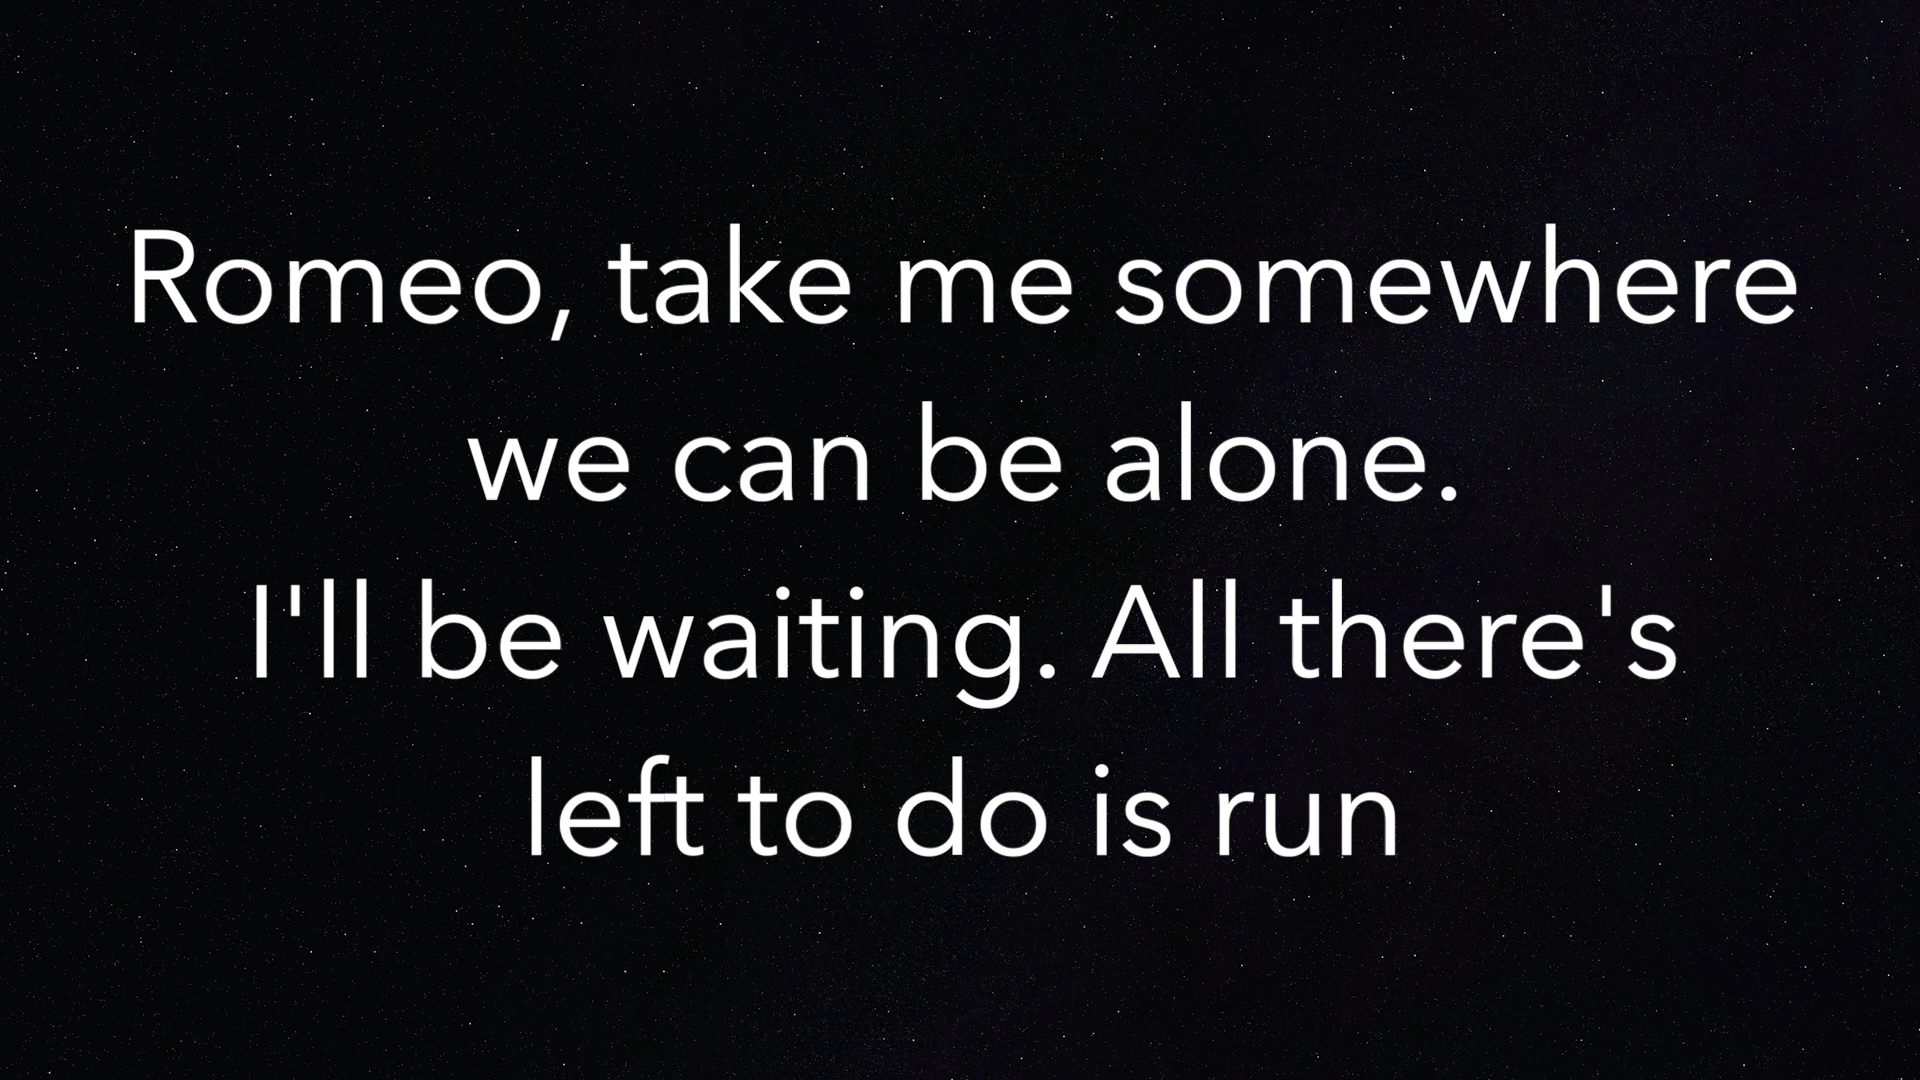 Romeo, take me somewhere
we can be alone.
I'll be waiting. All there's
left to do is run